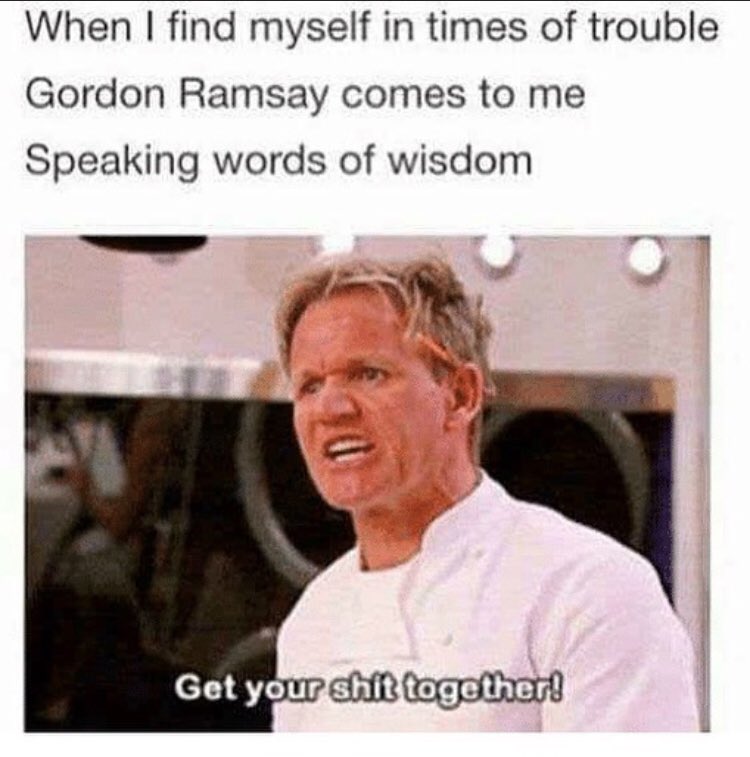 When I find myself in times of trouble
Gordon Ramsay comes to me
Speaking words of wisdom
Get your shit together!